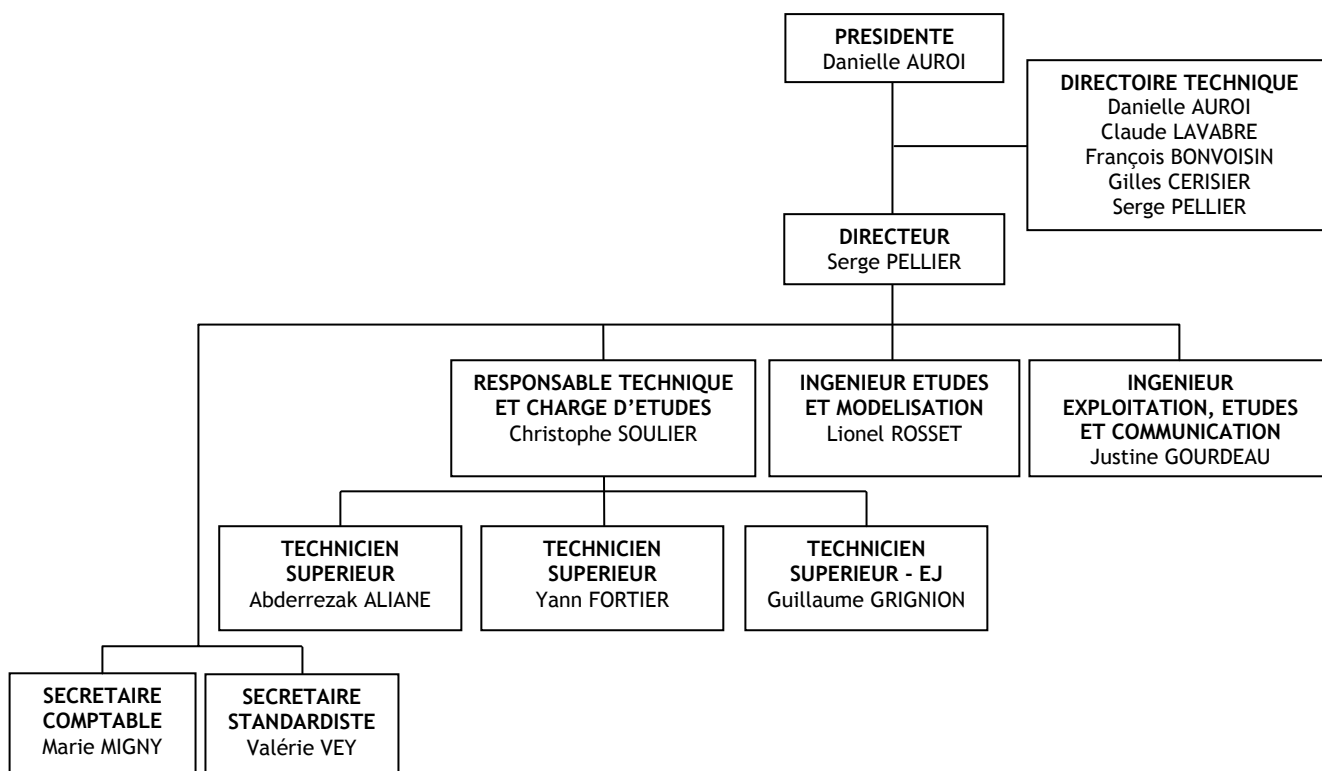 PRESIDENTE
Danielle AUROI
DIRECTOIRE TECHNIQUE
Danielle AUROI
Claude LAVABRE
François BONVOISIN
Gilles CERISIER
Serge PELLIER
DIRECTEUR
Serge PELLIER
RESPONSABLE TECHNIQUE
ET CHARGE D’ETUDES
Christophe SOULIER
INGENIEUR ETUDES
ET MODELISATION
Lionel ROSSET
INGENIEUR
EXPLOITATION, ETUDES
ET COMMUNICATION
Justine GOURDEAU
TECHNICIEN
SUPERIEUR
Abderrezak ALIANE
TECHNICIEN
SUPERIEUR
Yann FORTIER
TECHNICIEN
SUPERIEUR - EJ
Guillaume GRIGNION
SECRETAIRE
COMPTABLE
Marie MIGNY
SECRETAIRE
STANDARDISTE
Valérie VEY